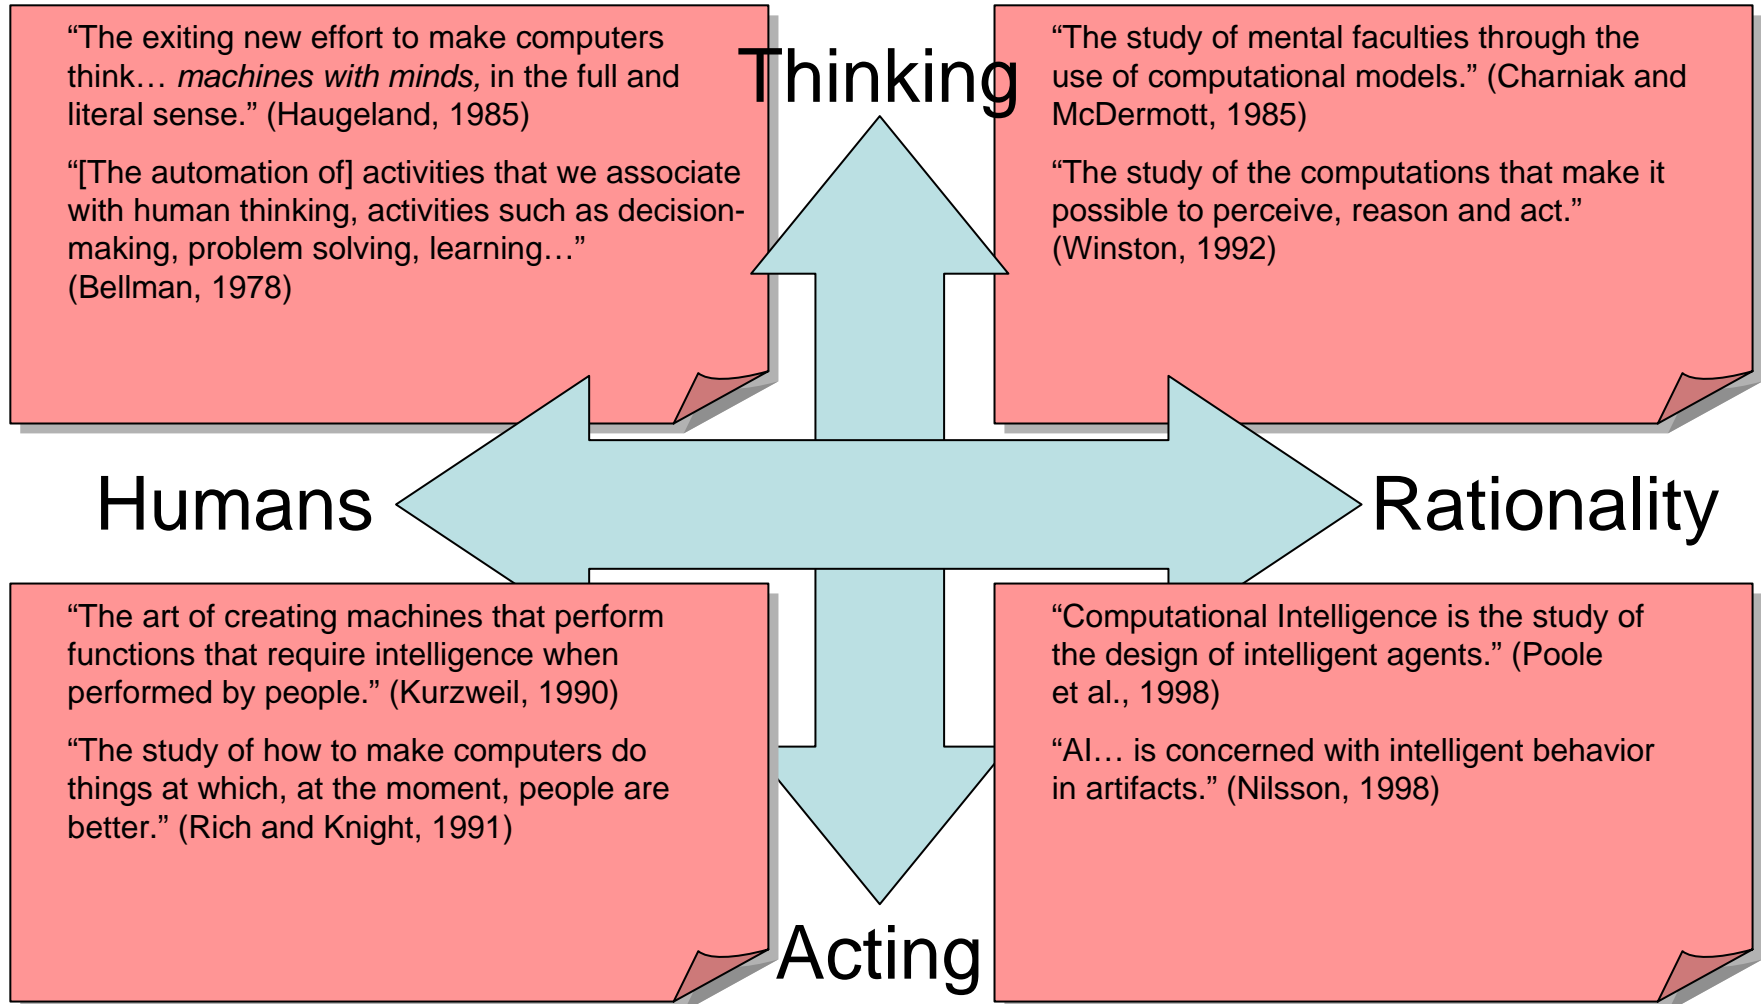 “The exiting new effort to make computers
think… machines with minds, in the full and
literal sense.” (Haugeland, 1985)
“[The automation of] activities that we associate
with human thinking, activities such as decision-
making, problem solving, learning…”
(Bellman, 1978)
Thinking
“The study of mental faculties through the
use of computational models.” (Charniak and
McDermott, 1985)
“The study of the computations that make it
possible to perceive, reason and act.”
(Winston, 1992)
Humans
Rationality
“The art of creating machines that perform
functions that require intelligence when
performed by people.” (Kurzweil, 1990)
“The study of how to make computers do
things at which, at the moment, people are
better.” (Rich and Knight, 1991)
“Computational Intelligence is the study of
the design of intelligent agents.” (Poole
et al., 1998)
“AI… is concerned with intelligent behavior
in artifacts.” (Nilsson, 1998)
Acting